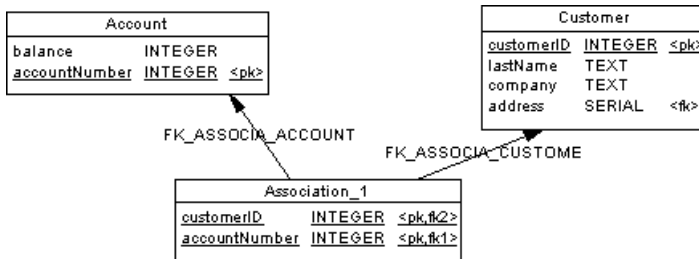 Account
balance INTEGER
accountNumber INTEGER <pk>
Customer
customerID INTEGER <pk>
lastName TEXT
company TEXT
address SERIAL <fk>
FK_ASSOCIA_ACCOUNT
FK_ASSOCIA_CUSTOME
Association_1
customerID INTEGER <pk,fk2>
accountNumber INTEGER <pk,fk1>